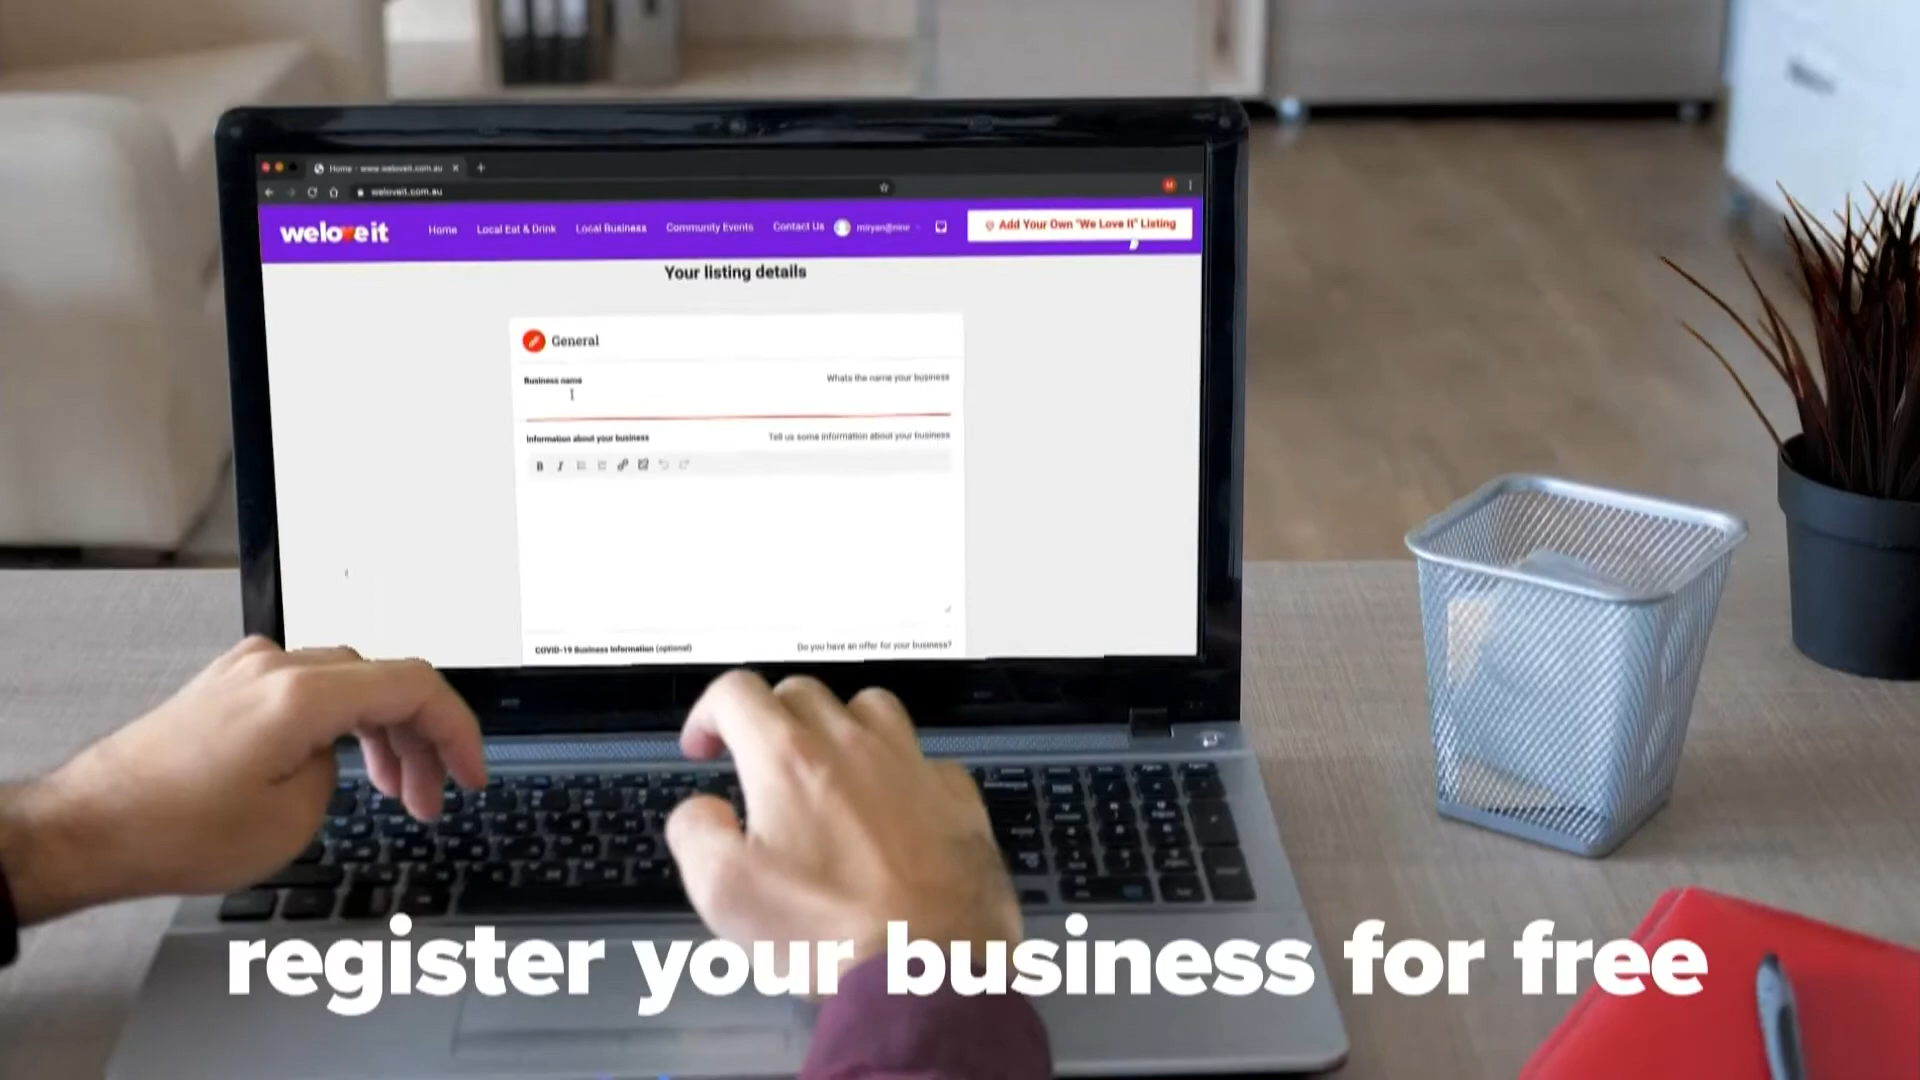 Home - www.weloveit.com.au
weloveit.com.au
weloveit
Home
Local Eat & Drink
Local Business
Community Events
Contact Us
miryan@nine
Add Your Own "We Love It" Listing
Your listing details
General
Business name
Whats the name your business
Information about your business
Tell us some information about your business
B I
COVID-19 Business Information (optional)
Do you have an offer for your business?
register your business for free